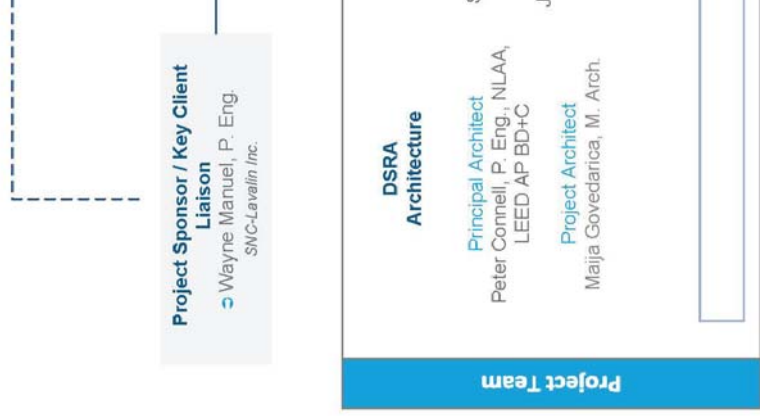 Project Sponsor / Key Client
Liaison
Wayne Manuel, P. Eng.
SNC-Lavalin Inc.
Project Team
DSRA
Architecture
Principal Architect
Peter Connell, P. Eng., NLAA,
LEED AP BD+C
Project Architect
Maija Govedarica, M. Arch.